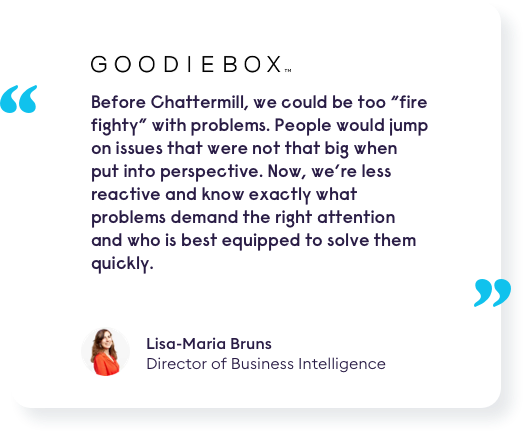 GOODIEBOX™
“
Before Chattermill, we could be too “fire
fighty” with problems. People would jump
on issues that were not that big when
put into perspective. Now, we’re less
reactive and know exactly what
problems demand the right attention
and who is best equipped to solve them
quickly.
”
Lisa-Maria Bruns
Director of Business Intelligence